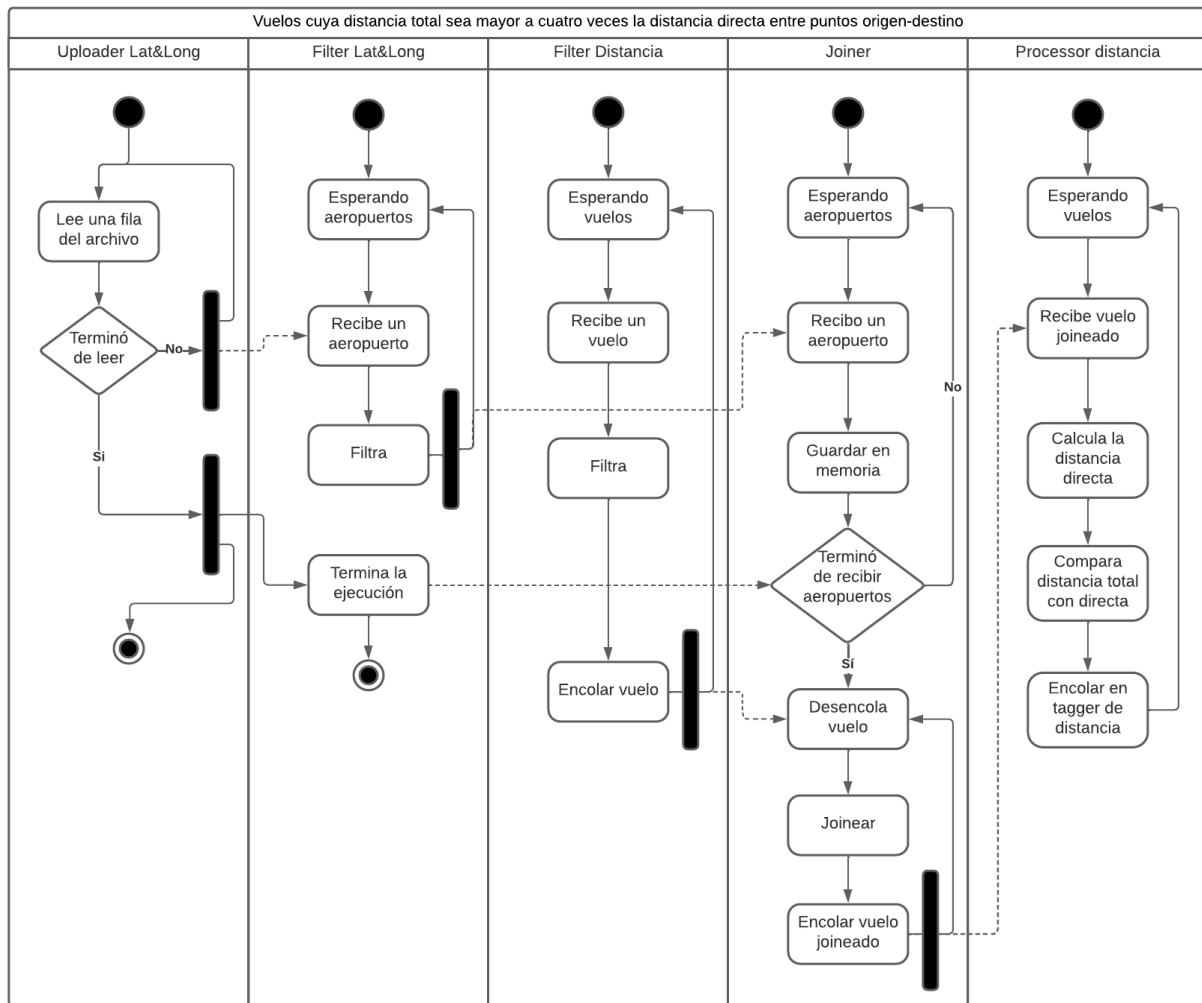 Vuelos cuya distancia total sea mayor a cuatro veces la distancia directa entre puntos origen-destino
Uploader Lat&Long
Filter Lat&Long
Filter Distancia
Joiner
Processor distancia
Lee una fila
del archivo
Terminó
de leer
No
Si
Esperando
aeropuertos
Recibe un
aeropuerto
Filtra
Termina la
ejecución
Esperando
vuelos
Recibe un
vuelo
Filtra
Encolar vuelo
Esperando
aeropuertos
Recibo un
aeropuerto
Guardar en
memoria
Terminó
de recibir
aeropuertos
No
Sí
Desencola
vuelo
Joinear
Encolar vuelo
joineado
Esperando
vuelos
Recibe vuelo
joineado
Calcula la
distancia
directa
Compara
distancia total
con directa
Encolar en
tagger de
distancia